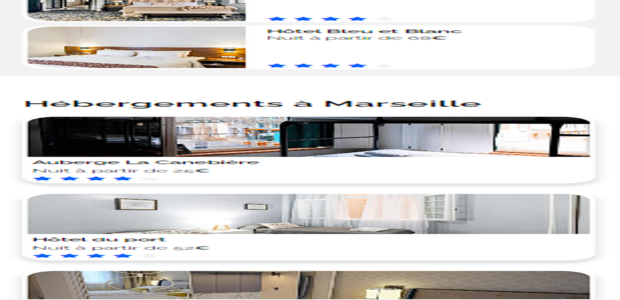 Hôtel Bleu et Blanc
Nuit à partir de 68€
Hébergements à Marseille
Auberge La Canebière
Nuit à partir de 25€
Hôtel du port
Nuit à partir de 52€